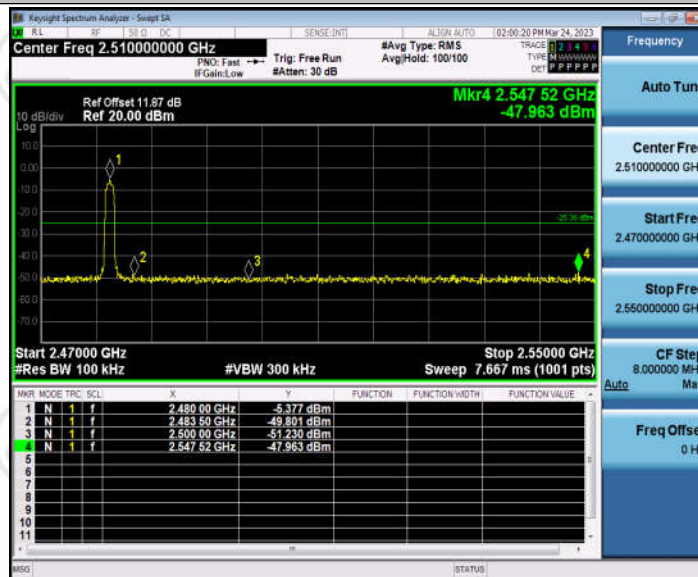 Keysight Spectrum Analyzer - Swept SA
RL RF 50 Ω DC SENSE:INT ALIGN AUTO 02:00:20 PM Mar 24, 2023
Center Freq 2.510000000 GHz
PNO: Fast
IFGain:Low
Trig: Free Run
#Atten: 30 dB
#Avg Type: RMS
Avg|Hold: 100/100
TRACE 1 2 3 4 5 6
TYPE M WWWWW
DET P P P P P P
Frequency
Auto Tun
Center Fre
2.510000000 GH
Start Fre
2.470000000 GH
Stop Fre
2.550000000 GH
CF Ste
8.000000 MH
Auto Ma
Freq Offse
0 H
Mkr4 2.547 52 GHz
-47.963 dBm
Ref Offset 11.87 dB
10 dB/div Ref 20.00 dBm
Log
10.0
0.00
-10.0
-20.0
-30.0
-40.0
-50.0
-60.0
-70.0
1
2
3
4
-25.36 dBm
Start 2.47000 GHz Stop 2.55000 GHz
#Res BW 100 kHz #VBW 300 kHz Sweep 7.667 ms (1001 pts)
MKR MODE TRC SCL X Y FUNCTION FUNCTION WIDTH FUNCTION VALUE
1 N 1 f 2.480 00 GHz -5.377 dBm
2 N 1 f 2.483 50 GHz -49.801 dBm
3 N 1 f 2.500 00 GHz -51.230 dBm
4 N 1 f 2.547 52 GHz -47.963 dBm
5
6
7
8
9
10
11
MSG STATUS